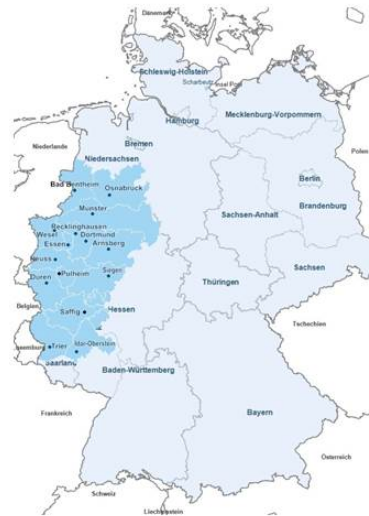 Dänemark
Schleswig-Holstein
Scharbeutz
Insel Poel
Mecklenburg-Vorpommern
Hamburg
Bremen
Niederlande
Niedersachsen
Polen
Bad Bentheim
Osnabrück
Berlin
Brandenburg
Münster
Sachsen-Anhalt
Recklinghausen
Wesel
Dortmund
Essen
Arnsberg
Neuss
Sachsen
Pulheim
Siegen
Düren
Thüringen
Belgien
Saffig
Hessen
Tschechien
Trier
Idar-Oberstein
Saarland
Baden-Württemberg
Frankreich
Bayern
Österreich
Schweiz
Liechtenstein